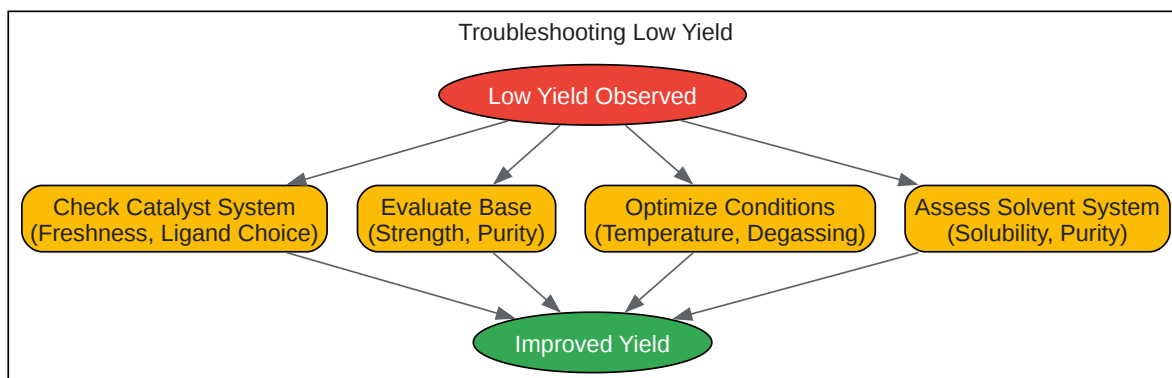 Troubleshooting Low Yield
Low Yield Observed
Check Catalyst System
(Freshness, Ligand Choice)
Evaluate Base
(Strength, Purity)
Optimize Conditions
(Temperature, Degassing)
Assess Solvent System
(Solubility, Purity)
Improved Yield